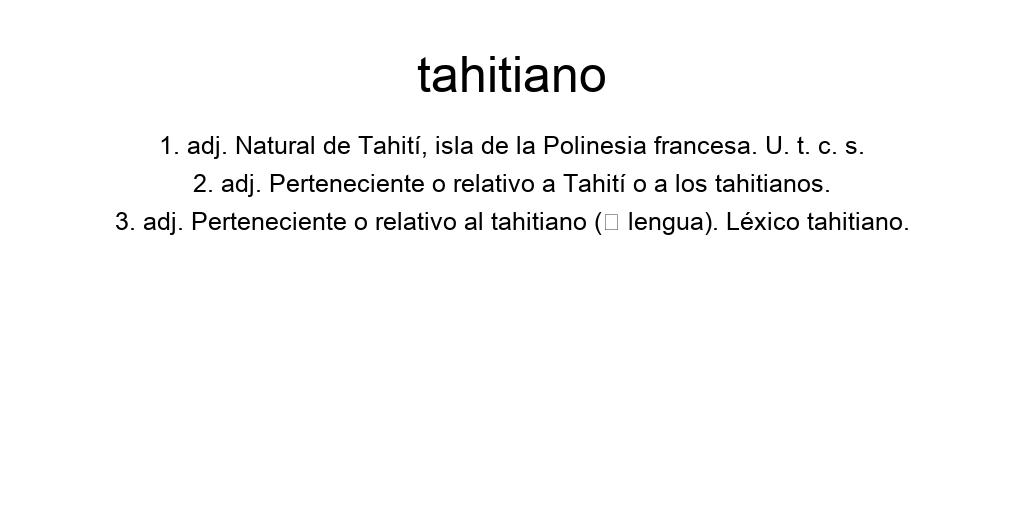 tahitiano
1. adj. Natural de Tahití, isla de la Polinesia francesa. U. t. c. s.
2. adj. Perteneciente o relativo a Tahití o a los tahitianos.
3. adj. Perteneciente o relativo al tahitiano (□ lengua). Léxico tahitiano.